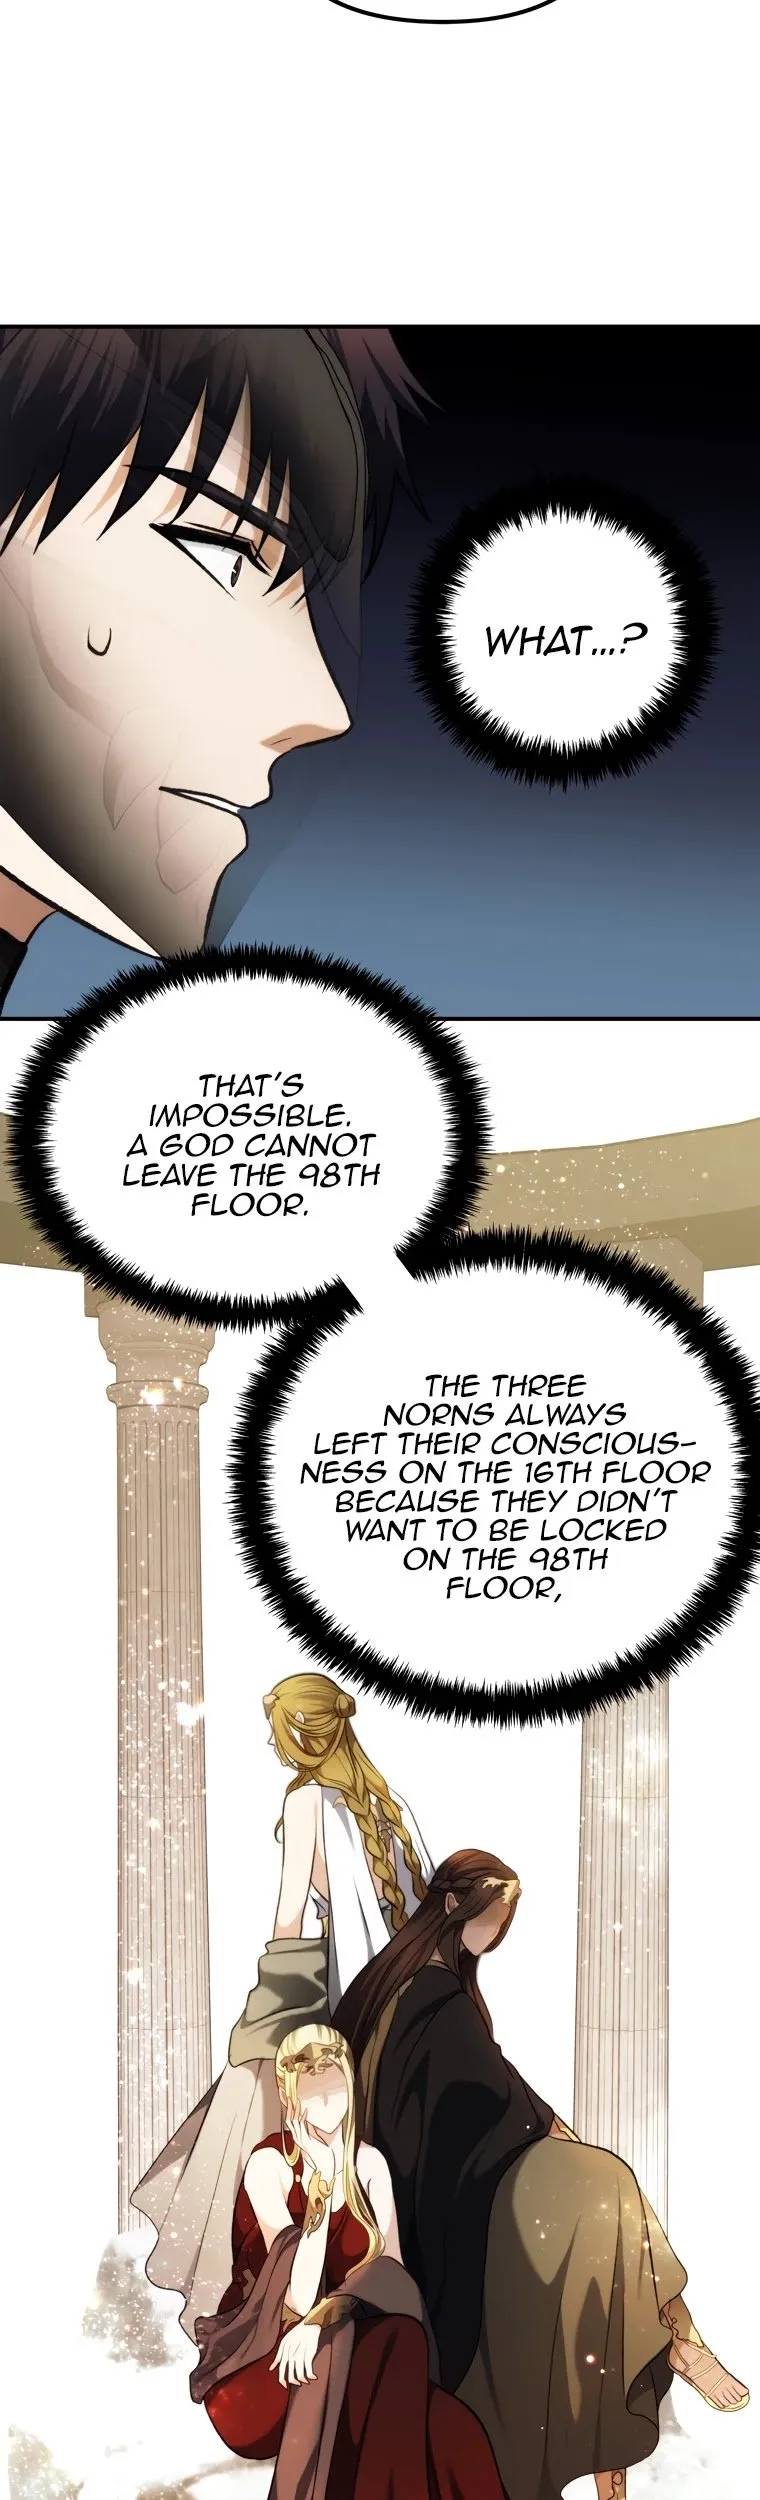 WHAT...?
THAT'S
IMPOSSIBLE.
A GOD CANNOT
LEAVE THE 98TH
FLOOR.
THE THREE
NORNS ALWAYS
LEFT THEIR CONSCIOUS-
NESS ON THE 16TH FLOOR
BECAUSE THEY DIDN'T
WANT TO BE LOCKED
ON THE 98TH
FLOOR,